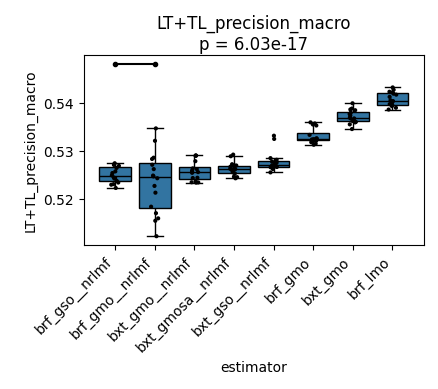 LT+TL_precision_macro
p = 6.03e-17
LT+TL_precision_macro
0.54
0.53
0.52
brf_gso__nrlmf
brf_gmo__nrlmf
bxt_gmo__nrlmf
bxt_gmosa__nrlmf
bxt_gso__nrlmf
brf_gmo
bxt_gmo
brf_lmo
estimator